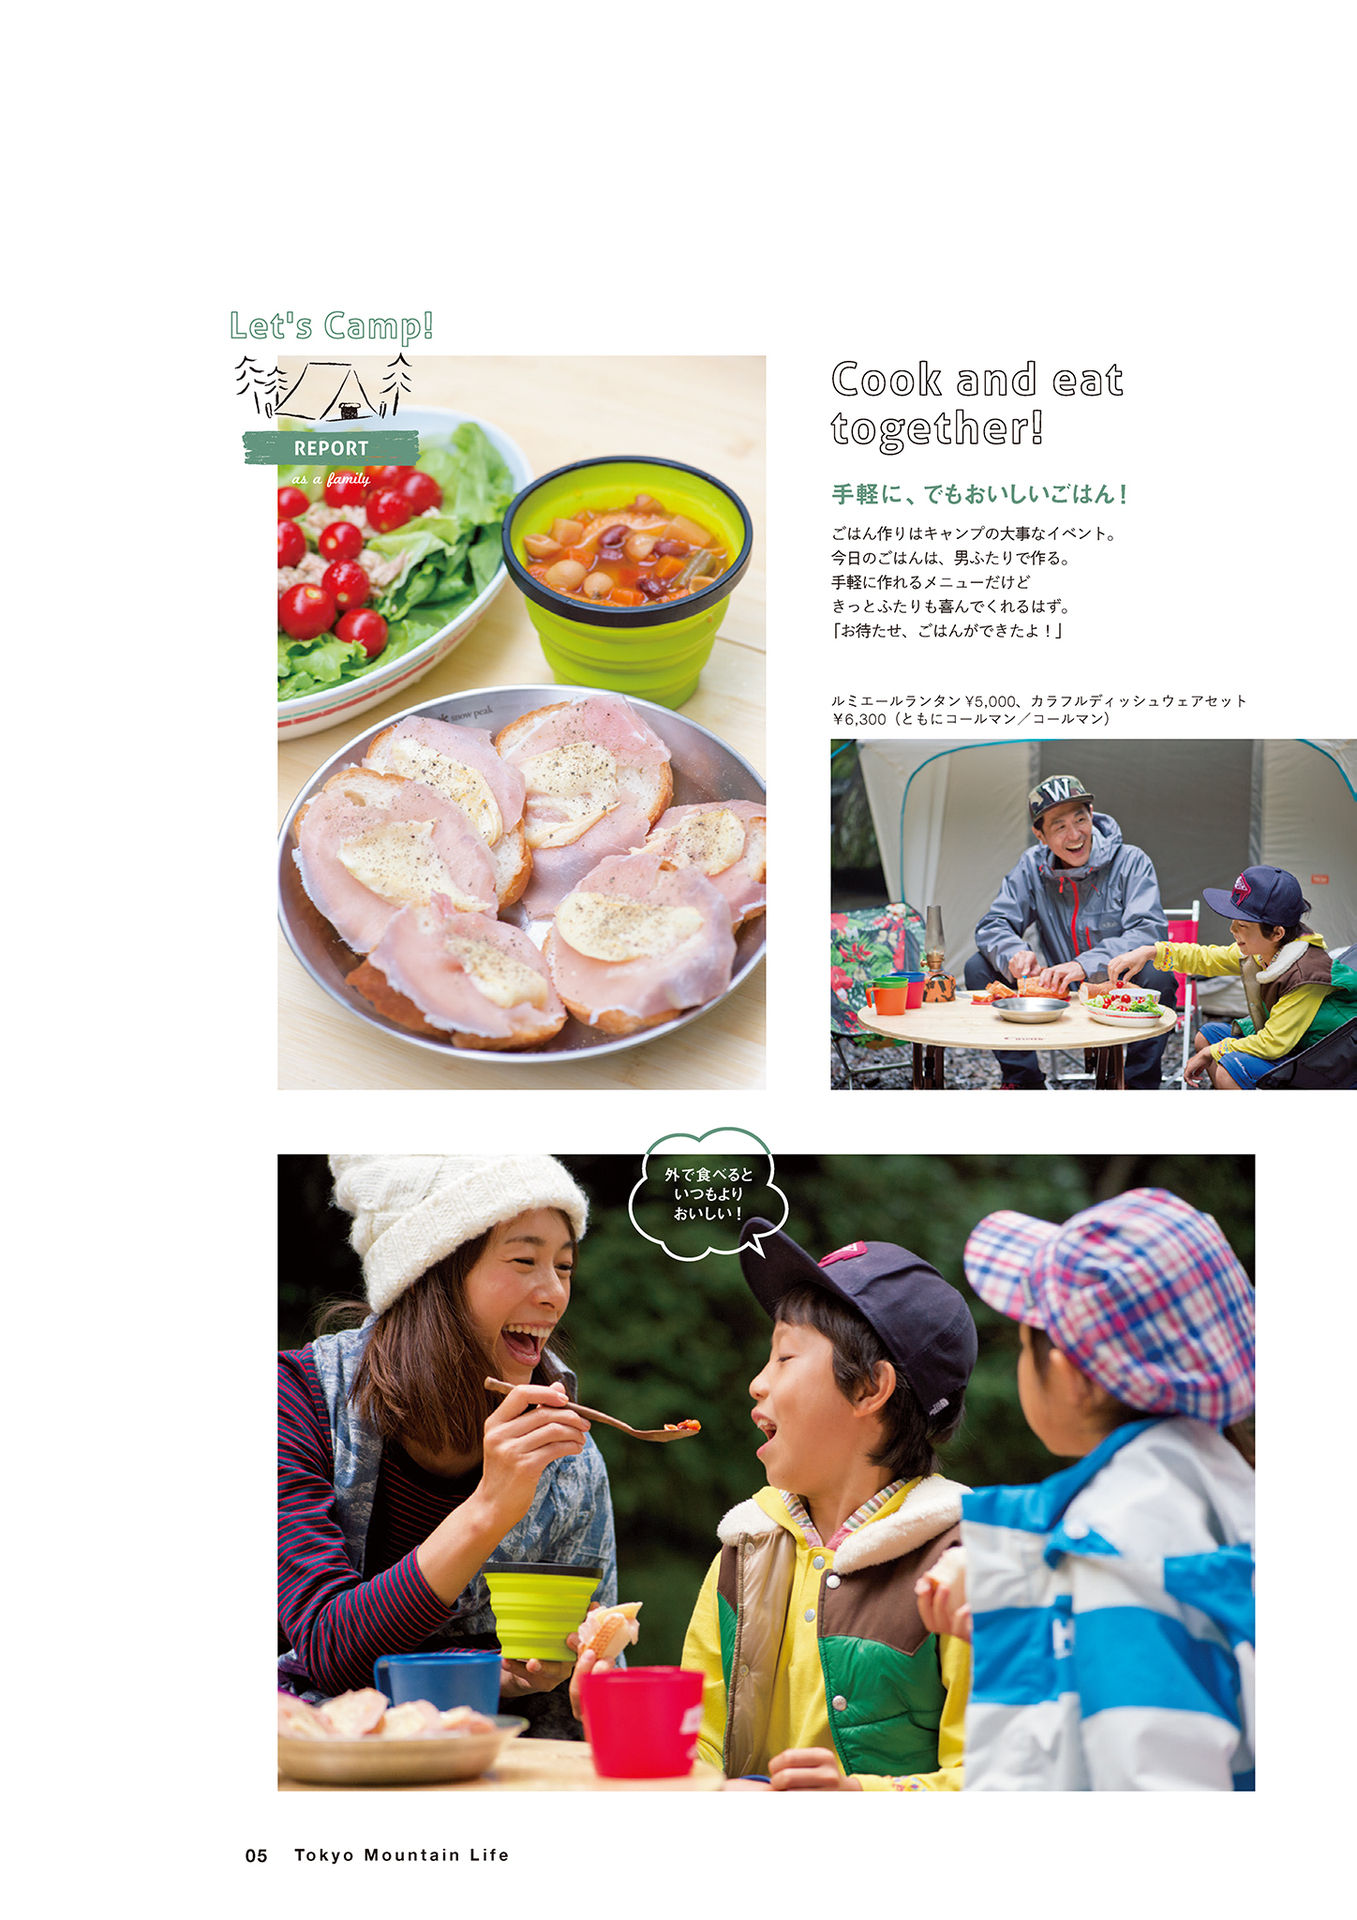 Let's Camp!
REPORT
as a family
snow peak
Cook and eat
together!
手軽に、でもおいしいごはん！
ごはん作りはキャンプの大事なイベント。
今日のごはんは、男ふたりで作る。
手軽に作れるメニューだけど
きっとふたりも喜んでくれるはず。
「お待たせ、ごはんができたよ！」
ルミエールランタン ¥5,000、カラフルディッシュウェアセット
¥6,300（ともにコールマン／コールマン）
W
外で食べると
いつもより
おいしい！
05 Tokyo Mountain Life